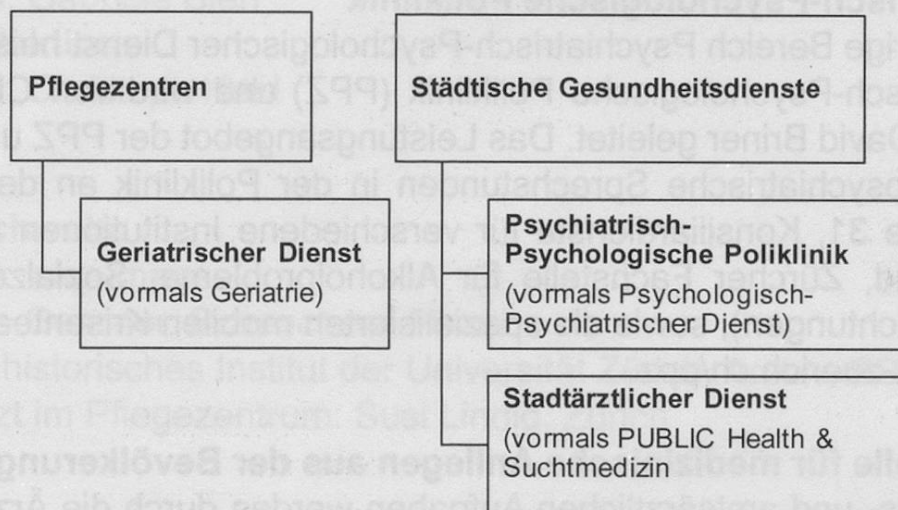 Pflegezentren
Städtische Gesundheitsdienste
Geriatrischer Dienst
(vormals Geriatrie)
Psychiatrisch-
Psychologische Poliklinik
(vormals Psychologisch-
Psychiatrischer Dienst)
Stadtärztlicher Dienst
(vormals PUBLIC Health &
Suchtmedizin